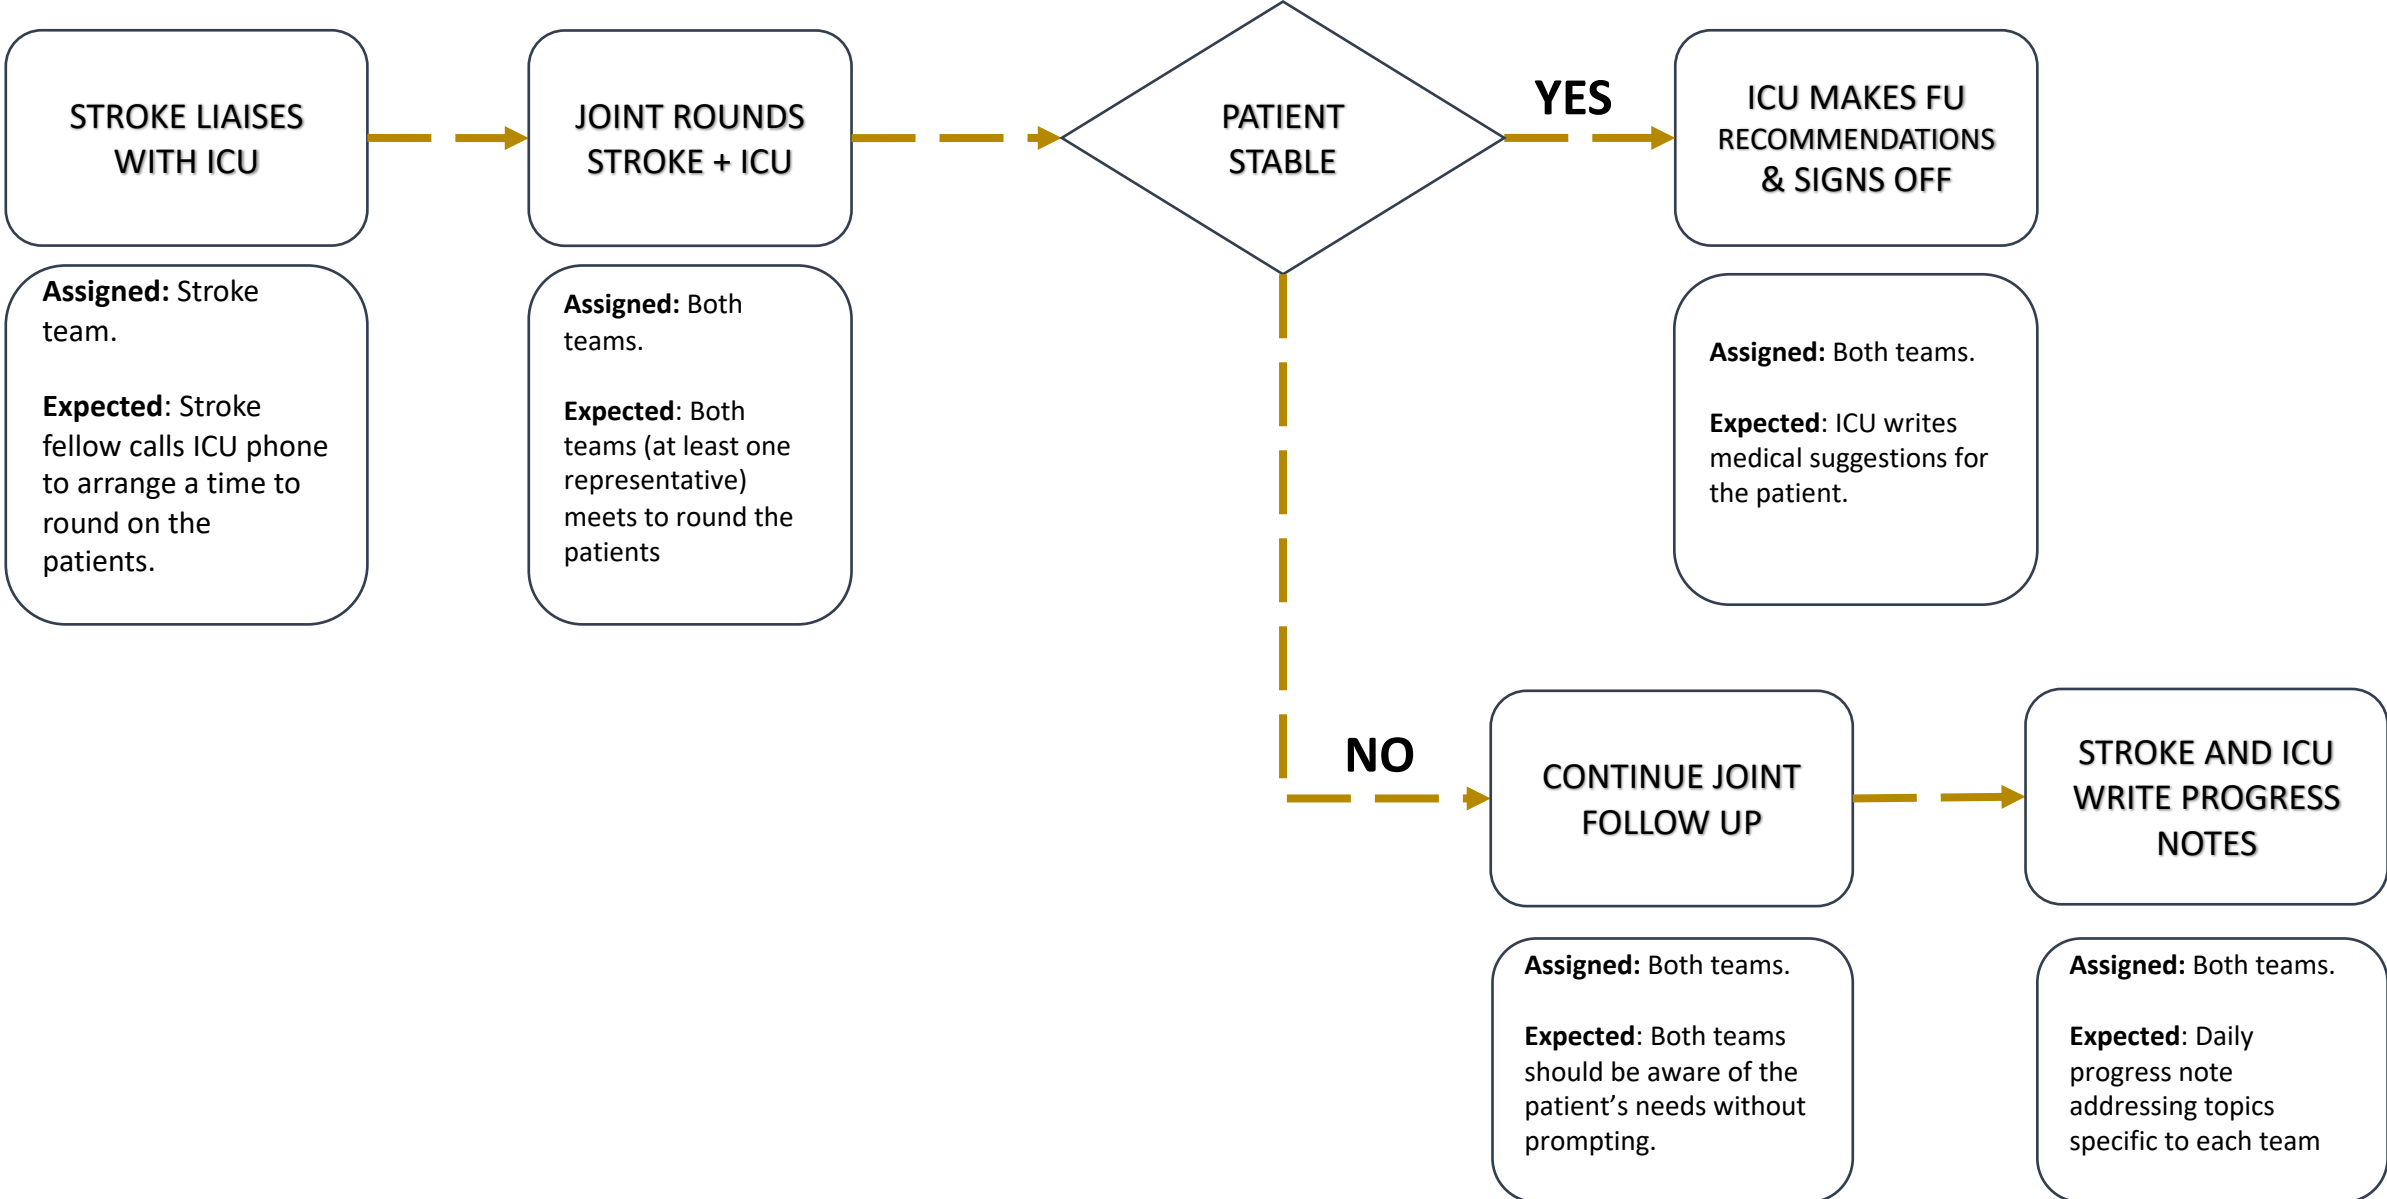 STROKE LIAISES
WITH ICU
Assigned: Stroke
team.
Expected: Stroke
fellow calls ICU phone
to arrange a time to
round on the
patients.
JOINT ROUNDS
STROKE + ICU
Assigned: Both
teams.
Expected: Both
teams (at least one
representative)
meets to round the
patients
PATIENT
STABLE
YES
ICU MAKES FU
RECOMMENDATIONS
& SIGNS OFF
Assigned: Both teams.
Expected: ICU writes
medical suggestions for
the patient.
NO
CONTINUE JOINT
FOLLOW UP
Assigned: Both teams.
Expected: Both teams
should be aware of the
patient’s needs without
prompting.
STROKE AND ICU
WRITE PROGRESS
NOTES
Assigned: Both teams.
Expected: Daily
progress note
addressing topics
specific to each team